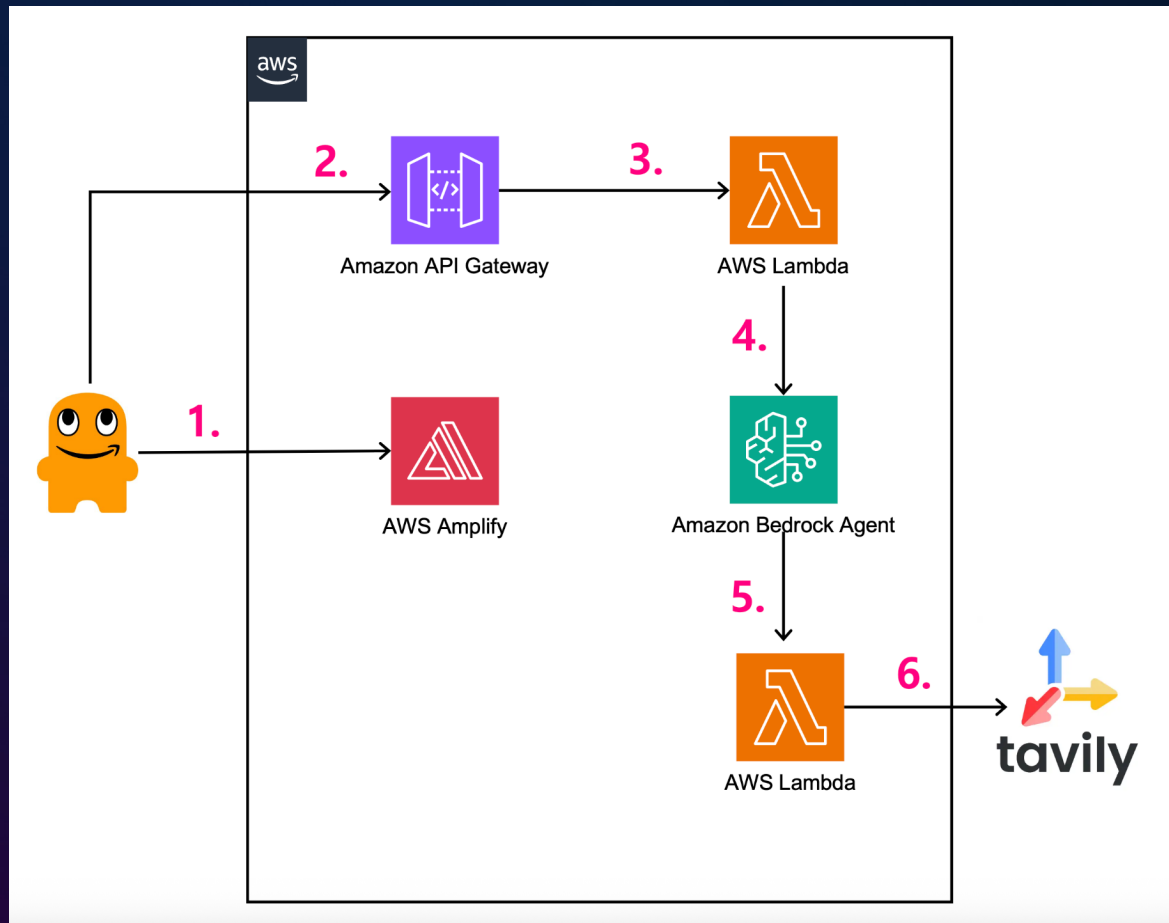 aws
2.
3.
</>
Amazon API Gateway
AWS Lambda
4.
1.
AWS Amplify
Amazon Bedrock Agent
5.
6.
tavily
AWS Lambda